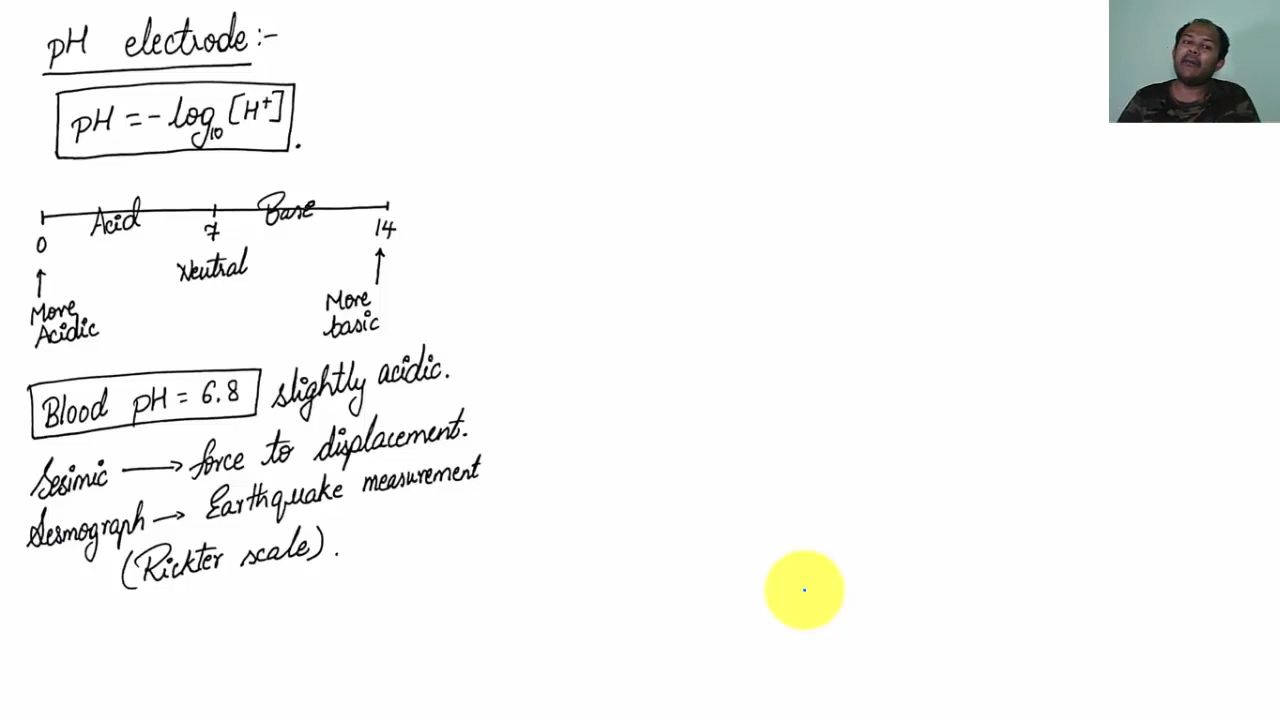 pH electrode :-
pH = - log10 [H+] .
Acid Base
0 7 14
Neutral
More Acidic
More basic
Blood pH = 6.8 slightly acidic.
Sesimic → force to displacement.
Sesmograph → Earthquake measurement
(Rickter scale) .